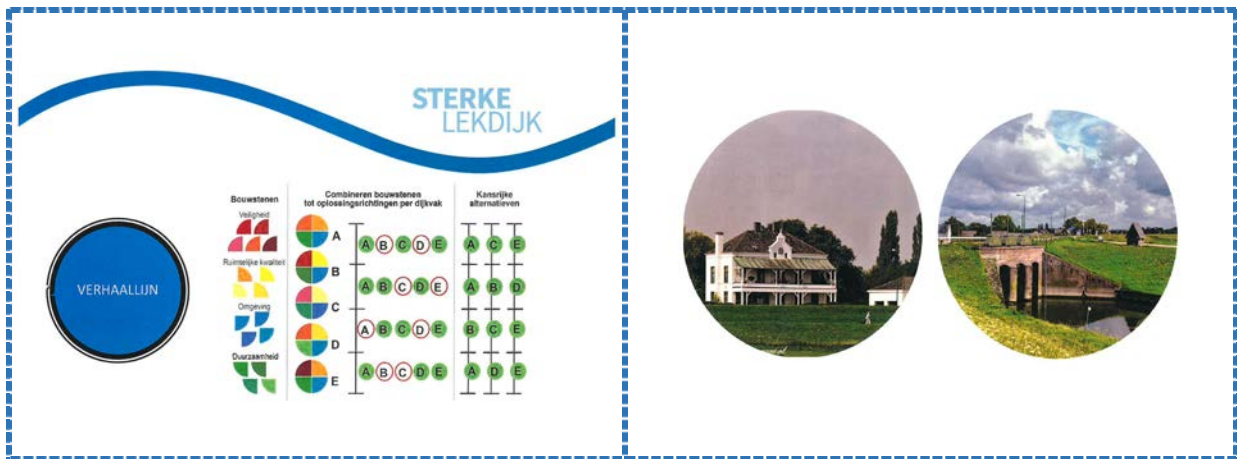 STERKE
LEKDIJK
VERHAALLIJN
Bouwstenen
Veiligheid
Ruimtelijke kwaliteit
Omgeving
Duurzaamheid
Combineren bouwstenen
tot oplossingsrichtingen per dijkvak
A
B
C
D
E
A B C D E
A B C D E
A B C D E
A B C D E
Kansrijke
alternatieven
A C E
A B D
B C E
A D E